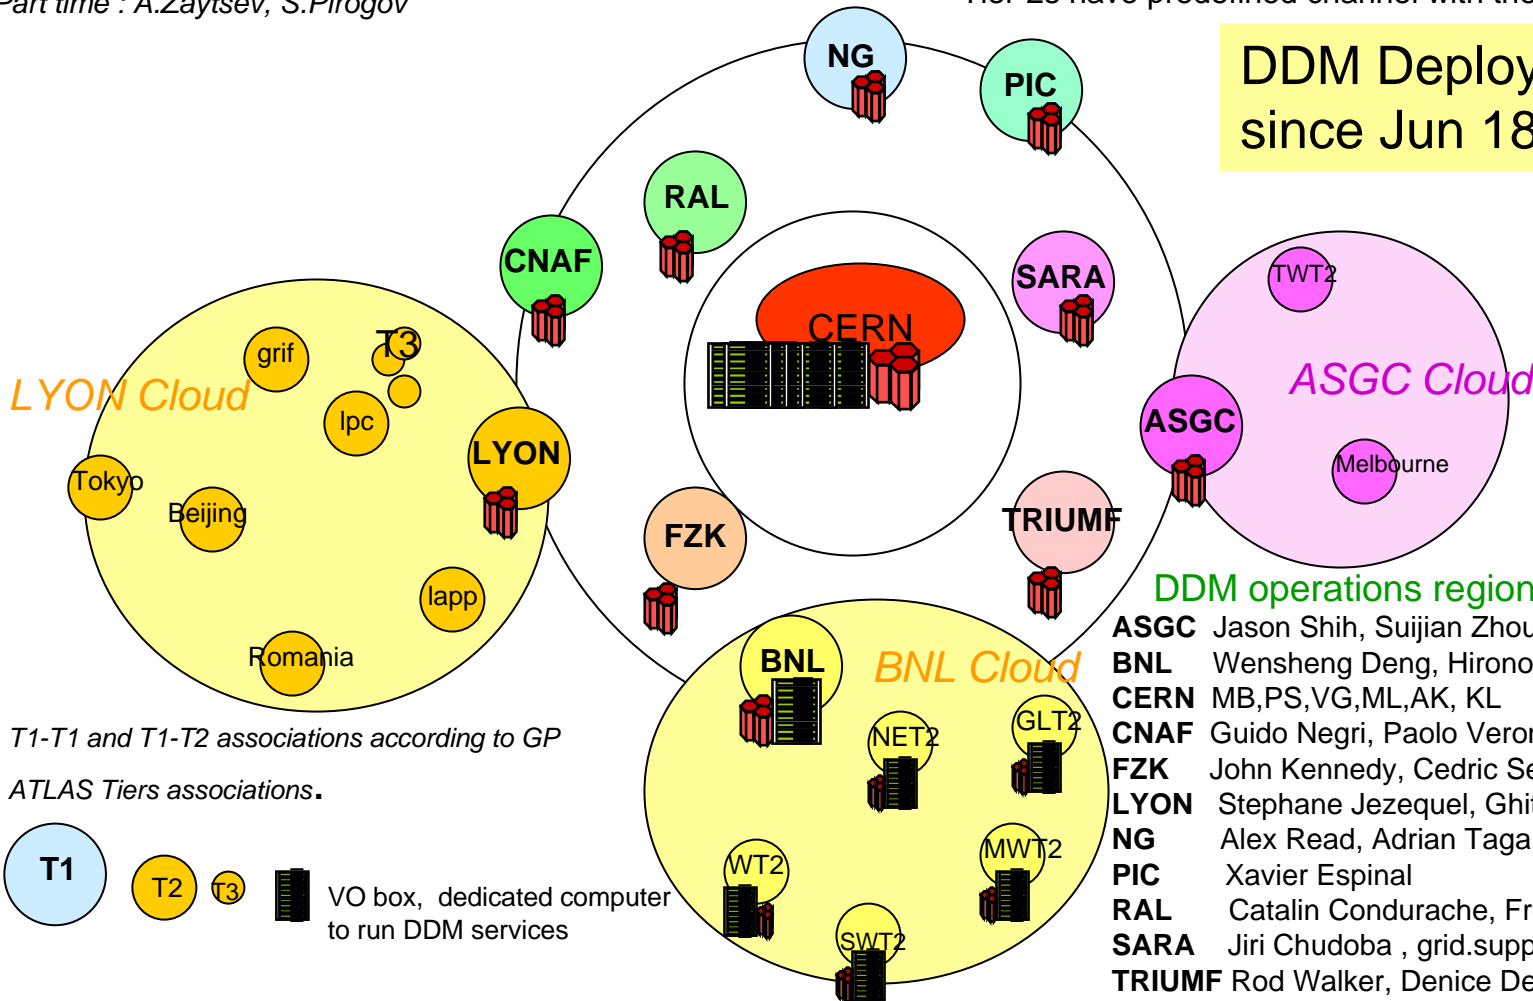 Part time : A.Zaytsev, S.Pirogov
DDM Deploy
since Jun 18
NG
PIC
RAL
CNAF
SARA
CERN
TWT2
ASGC Cloud
ASGC
Melbourne
grif
T3
LYON Cloud
lpc
LYON
Tokyo
Beijing
lapp
Romania
FZK
TRIUMF
BNL
BNL Cloud
NET2
GLT2
WT2
MWT2
SWT2
DDM operations region
ASGC Jason Shih, Suijian Zhou
BNL Wensheng Deng, Hirono
CERN MB,PS,VG,ML,AK, KL
CNAF Guido Negri, Paolo Veron
FZK John Kennedy, Cedric Se
LYON Stephane Jezequel, Ghit
NG Alex Read, Adrian Taga
PIC Xavier Espinal
RAL Catalin Condurache, Fr
SARA Jiri Chudoba , grid.supp
TRIUMF Rod Walker, Denice De
T1-T1 and T1-T2 associations according to GP
ATLAS Tiers associations.
T1
T2
T3
VO box, dedicated computer
to run DDM services